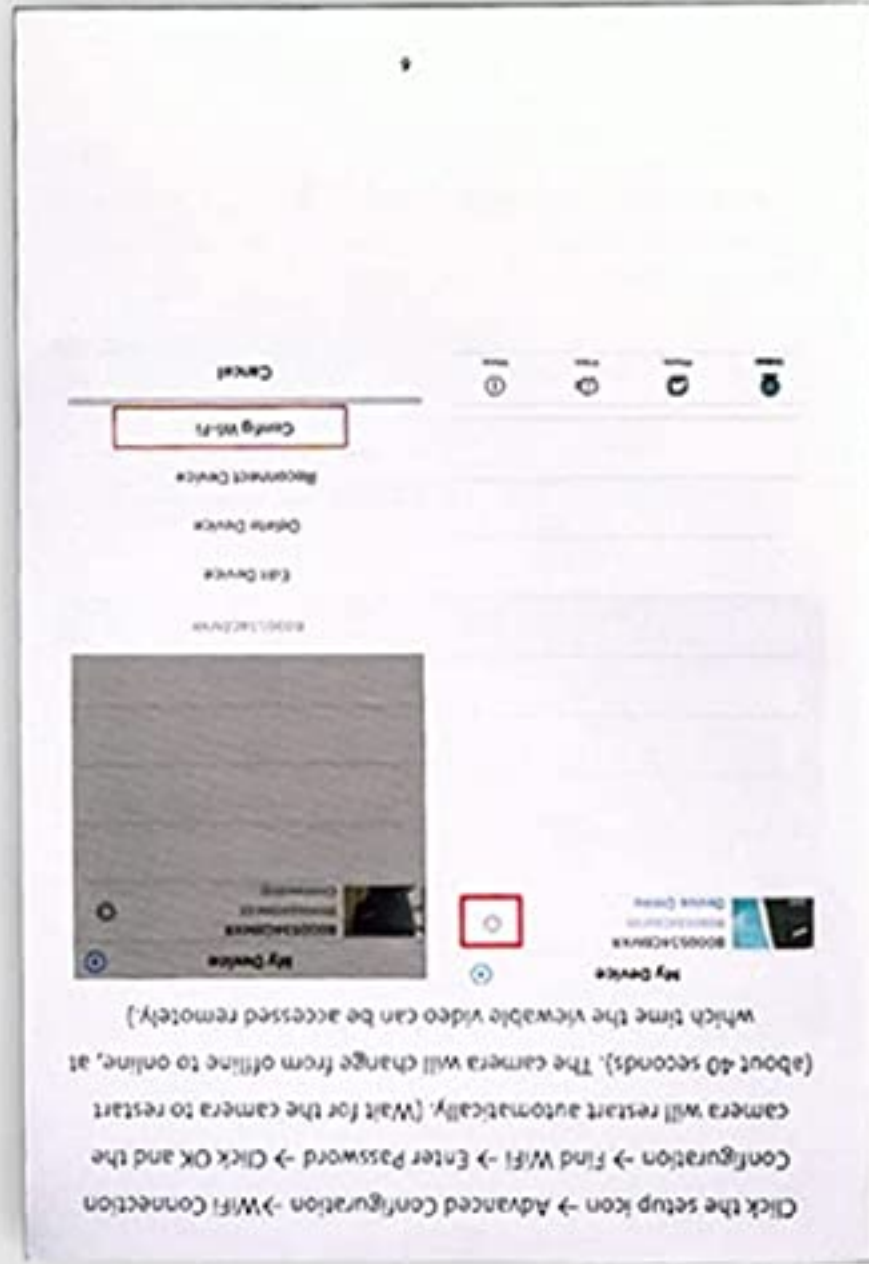 Click the setup icon → Advanced Configuration →WiFi Connection
Configuration → Find WiFi → Enter Password → Click OK and the
camera will restart automatically. (Wait for the camera to restart
(about 40 seconds). The camera will change from offline to online, at
which time the viewable video can be accessed remotely.)
My Device
Device Online
My Device
Edit Device
Delete Device
Reconnect Device
Config Wi-Fi
Cancel